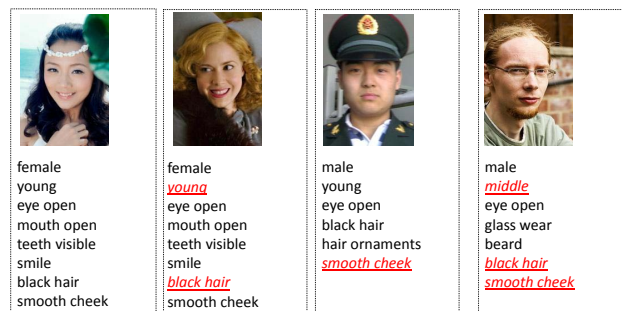 female
young
eye open
mouth open
teeth visible
smile
black hair
smooth cheek
female
young
eye open
mouth open
teeth visible
smile
black hair
smooth cheek
male
young
eye open
black hair
hair ornaments
smooth cheek
male
middle
eye open
glass wear
beard
black hair
smooth cheek